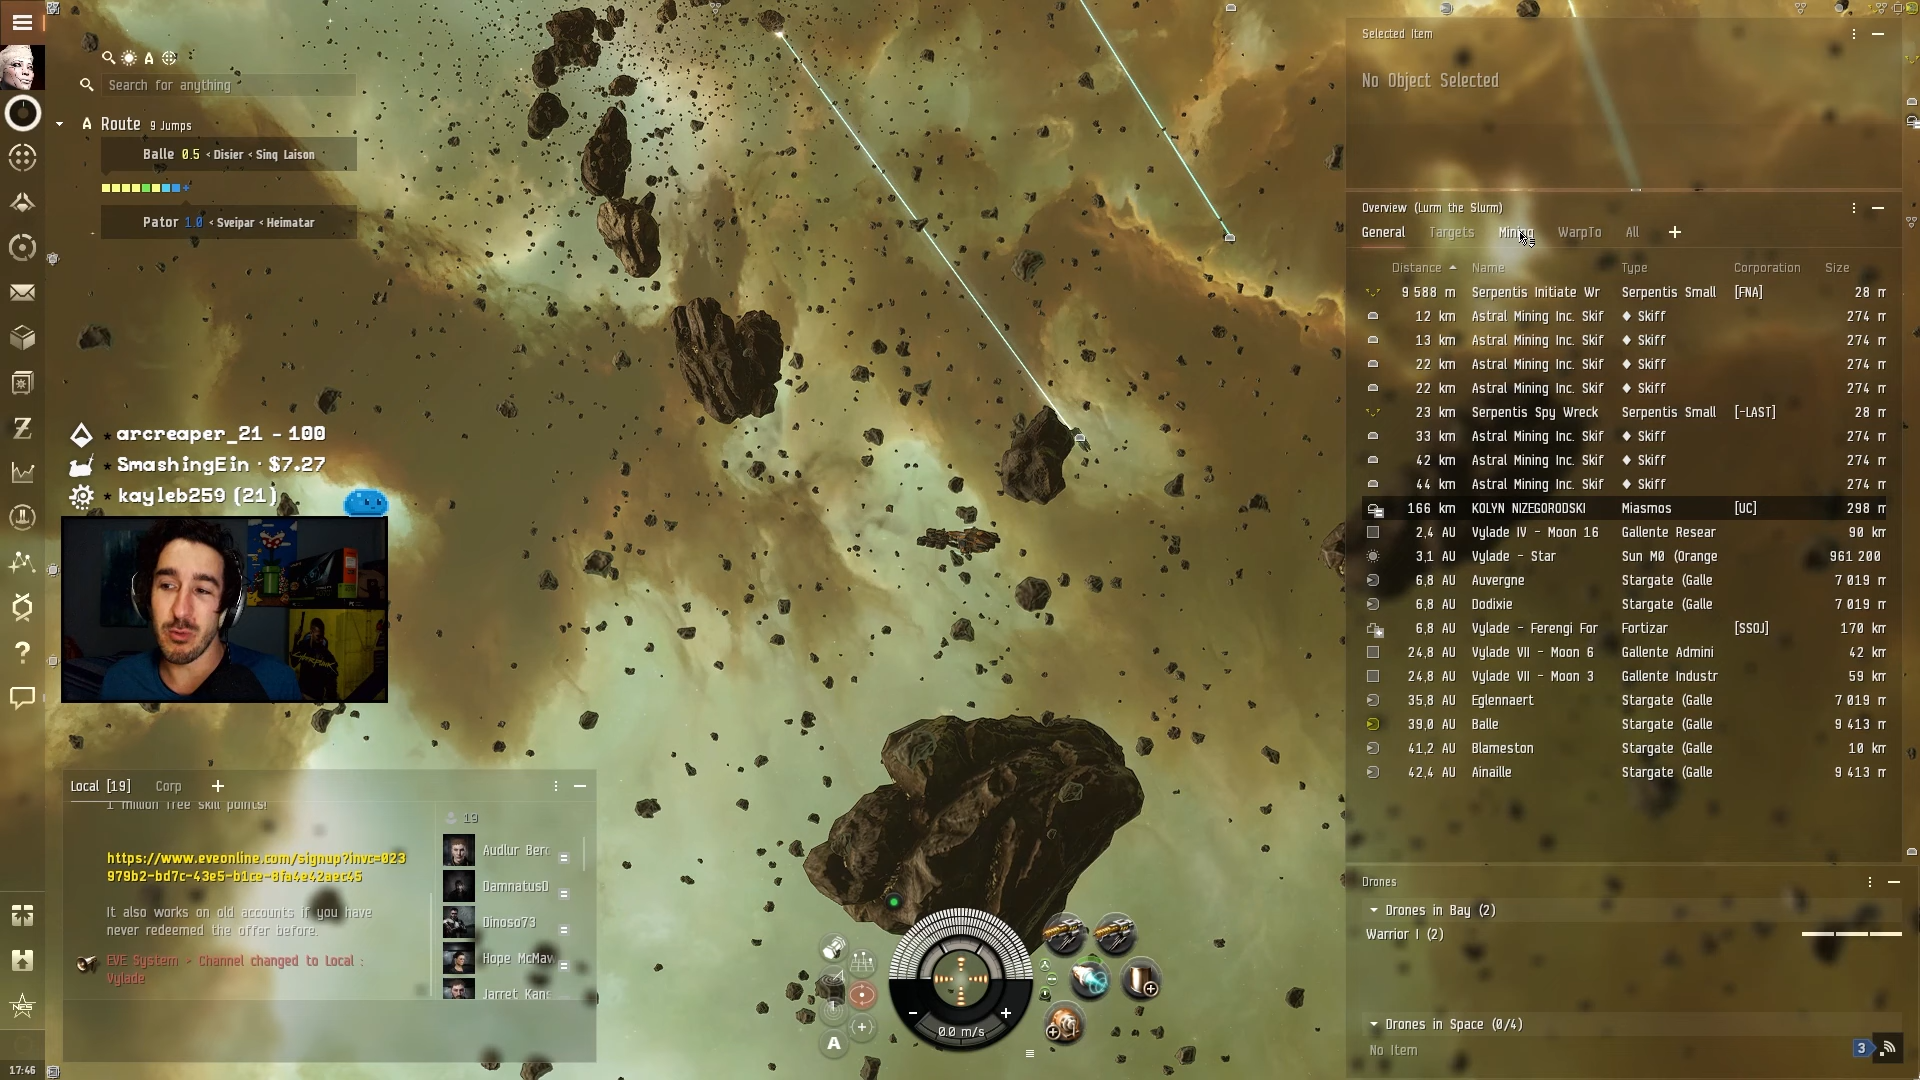 Search for anything
A Route 9 Jumps
Balle 0.5 < Disier < Sinq Laison
Pator 1.0 < Sveipar < Heimatar
arcreaper_21 - 100
SmashingEin · $7.27
kayleb259 (21)
Local [19] Corp +
1 million free skill points!
https://www.eveonline.com/signup?invc=023
979b2-bd7c-43e5-b1ce-8fa4e42aec45
It also works on old accounts if you have
never redeemed the offer before.
EVE System > Channel changed to Local :
Vylade
19
Audlur Berc
DamnatusD
Dinoso73
Hope McMav
Jarret Kans
17:46
0.0 m/s
A
Selected Item
No Object Selected
Overview (Lurm the Slurm)
General Targets Mining WarpTo All +
Distance Name Type Corporation Size
9 588 m Serpentis Initiate Wr Serpentis Small [FNA] 28 m
12 km Astral Mining Inc. Skif ♦ Skiff 274 m
13 km Astral Mining Inc. Skif ♦ Skiff 274 m
22 km Astral Mining Inc. Skif ♦ Skiff 274 m
22 km Astral Mining Inc. Skif ♦ Skiff 274 m
23 km Serpentis Spy Wreck Serpentis Small [-LAST] 28 m
33 km Astral Mining Inc. Skif ♦ Skiff 274 m
42 km Astral Mining Inc. Skif ♦ Skiff 274 m
44 km Astral Mining Inc. Skif ♦ Skiff 274 m
166 km KOLYN NIZEGORODSKI Miasmos [UC] 298 m
2,4 AU Vylade IV - Moon 16 Gallente Resear 90 km
3,1 AU Vylade - Star Sun M0 (Orange 961 200
6,8 AU Auvergne Stargate (Galle 7 019 m
6,8 AU Dodixie Stargate (Galle 7 019 m
6,8 AU Vylade - Ferengi For Fortizar [SSOJ] 170 km
24,8 AU Vylade VII - Moon 6 Gallente Admini 42 km
24,8 AU Vylade VII - Moon 3 Gallente Industr 59 km
35,8 AU Eglennaert Stargate (Galle 7 019 m
39,0 AU Balle Stargate (Galle 9 413 m
41,2 AU Blameston Stargate (Galle 10 km
42,4 AU Ainaille Stargate (Galle 9 413 m
Drones
Drones in Bay (2)
Warrior I (2)
Drones in Space (0/4)
No Item
3